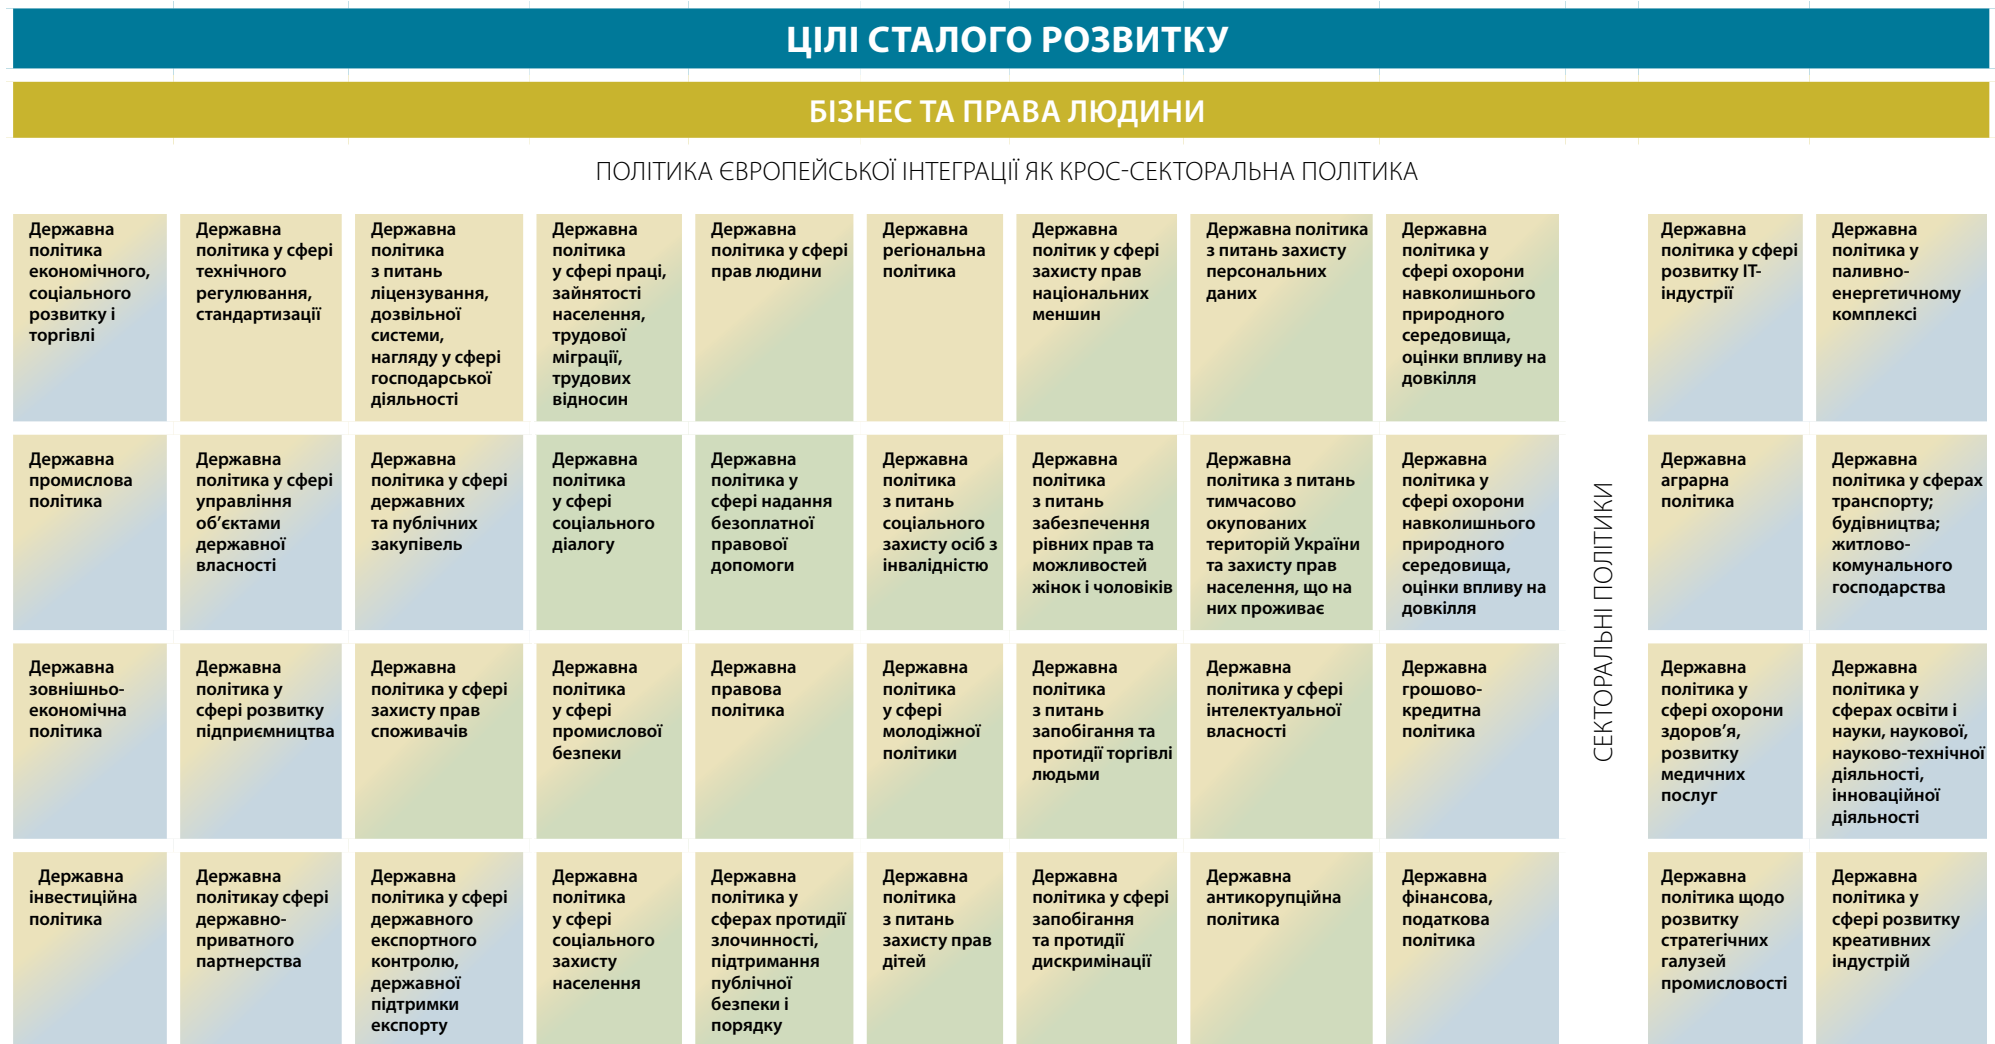 ЦІЛІ СТАЛОГО РОЗВИТКУ
БІЗНЕС ТА ПРАВА ЛЮДИНИ
ПОЛІТИКА ЄВРОПЕЙСЬКОЇ ІНТЕГРАЦІЇ ЯК КРОС-СЕКТОРАЛЬНА ПОЛІТИКА
Державна
політика
економічного,
соціального
розвитку і
торгівлі
Державна
політика у сфері
технічного
регулювання,
стандартизації
Державна
політика
з питань
ліцензування,
дозвільної
системи,
нагляду у сфері
господарської
діяльності
Державна
політика
у сфері праці,
зайнятості
населення,
трудової
міграції,
трудових
відносин
Державна
політика у сфері
прав людини
Державна
регіональна
політика
Державна
політик у сфері
захисту прав
національних
меншин
Державна політика
з питань захисту
персональних
даних
Державна
політика у
сфері охорони
навколишнього
природного
середовища,
оцінки впливу на
довкілля
Державна
політика у сфері
розвитку ІТ-
індустрії
Державна
політика у
паливно-
енергетичному
комплексі
Державна
промислова
політика
Державна
політика у сфері
управління
об’єктами
державної
власності
Державна
політика у сфері
державних
та публічних
закупівель
Державна
політика
у сфері
соціального
діалогу
Державна
політика у
сфері надання
безоплатної
правової
допомоги
Державна
політика
з питань
соціального
захисту осіб з
інвалідністю
Державна
політика
з питань
забезпечення
рівних прав та
можливостей
жінок і чоловіків
Державна
політика з питань
тимчасово
окупованих
територій України
та захисту прав
населення, що на
них проживає
Державна
політика у
сфері охорони
навколишнього
природного
середовища,
оцінки впливу на
довкілля
СЕКТОРАЛЬНІ ПОЛІТИКИ
Державна
аграрна
політика
Державна
політика у сферах
транспорту;
будівництва;
житлово-
комунального
господарства
Державна
зовнішньо-
економічна
політика
Державна
політика у
сфері розвитку
підприємництва
Державна
політика у сфері
захисту прав
споживачів
Державна
політика
у сфері
промислової
безпеки
Державна
правова
політика
Державна
політика
у сфері
молодіжної
політики
Державна
політика
з питань
запобігання та
протидії торгівлі
людьми
Державна
політика у сфері
інтелектуальної
власності
Державна
грошово-
кредитна
політика
Державна
політика у
сфері охорони
здоров’я,
розвитку
медичних
послуг
Державна
політика у
сферах освіти і
науки, наукової,
науково-технічної
діяльності,
інноваційної
діяльності
Державна
інвестиційна
політика
Державна
політикау сфері
державно-
приватного
партнерства
Державна
політика у сфері
державного
експортного
контролю,
державної
підтримки
експорту
Державна
політика
у сфері
соціального
захисту
населення
Державна
політика у
сферах протидії
злочинності,
підтримання
публічної
безпеки і
порядку
Державна
політика
з питань
захисту прав
дітей
Державна
політика у сфері
запобігання
та протидії
дискримінації
Державна
антикорупційна
політика
Державна
фінансова,
податкова
політика
Державна
політика щодо
розвитку
стратегічних
галузей
промисловості
Державна
політика у
сфері розвитку
креативних
індустрій